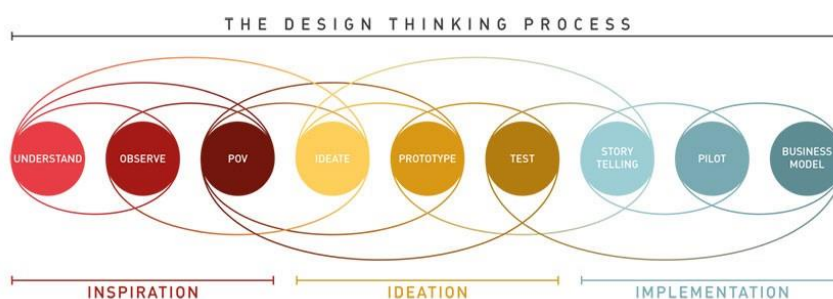 THE DESIGN THINKING PROCESS
UNDERSTAND
OBSERVE
POV
IDEATE
PROTOTYPE
TEST
STORY
TELLING
PILOT
BUSINESS
MODEL
INSPIRATION
IDEATION
IMPLEMENTATION